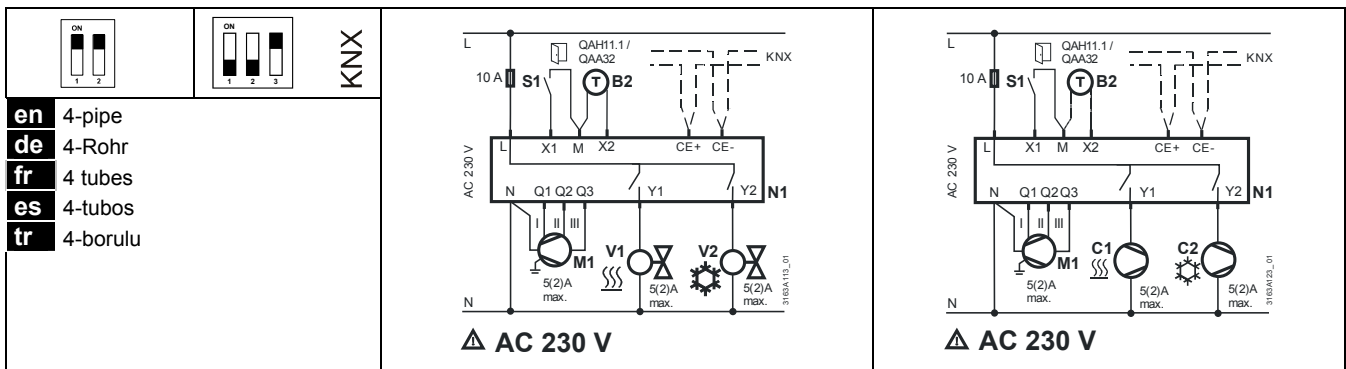 ON
1 2
ON
1 2 3
KNX
en 4-pipe
de 4-Rohr
fr 4 tubes
es 4-tubos
tr 4-borulu
L
QAH11.1 /
QAA32
KNX
10 A
S1
T
B2
L X1 M X2 CE+ CE-
AC 230 V
N Q1 Q2 Q3 Y1 Y2 N1
I II III
M1
V1
V2
5(2)A
max.
5(2)A
max.
5(2)A
max.
N
3163A113_01
⚠ AC 230 V
L
QAH11.1 /
QAA32
KNX
10 A
S1
T
B2
L X1 M X2 CE+ CE-
AC 230 V
N Q1 Q2 Q3 Y1 Y2 N1
I II III
M1
C1
C2
5(2)A
max.
5(2)A
max.
5(2)A
max.
N
3163A123_01
⚠ AC 230 V